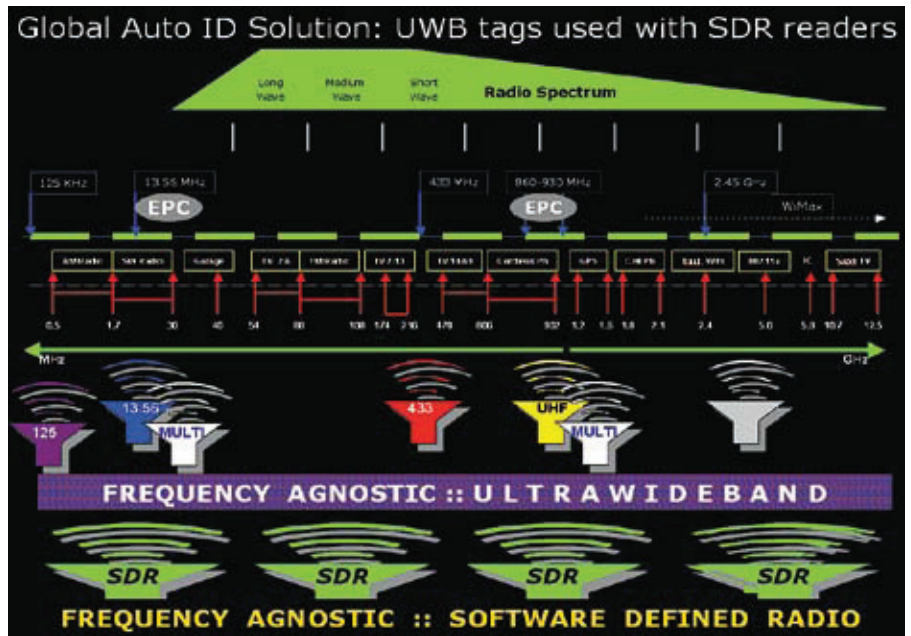 Global Auto ID Solution: UWB tags used with SDR readers
Long Wave
Medium Wave
Short Wave
Radio Spectrum
125 KHz
13.56 MHz
433 MHz
860-930 MHz
2.45 GHz
EPC
EPC
WiMax
AM Radio
Garage
GPS
0.5
1.7
30
40
54
88
108
174
216
470
806
902
1.2
1.5
1.8
2.1
2.4
5.0
5.8
10.7
12.5
MHz
GHz
125
13.56
MULTI
433
UHF
MULTI
FREQUENCY AGNOSTIC :: ULTRAWIDEBAND
SDR
SDR
SDR
SDR
FREQUENCY AGNOSTIC :: SOFTWARE DEFINED RADIO